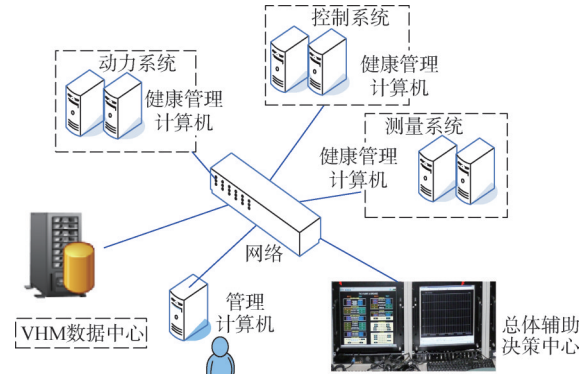 控制系统
健康管理
计算机
动力系统
健康管理
计算机
测量系统
健康管理
计算机
网络
VHM数据中心
管理
计算机
总体辅助
决策中心